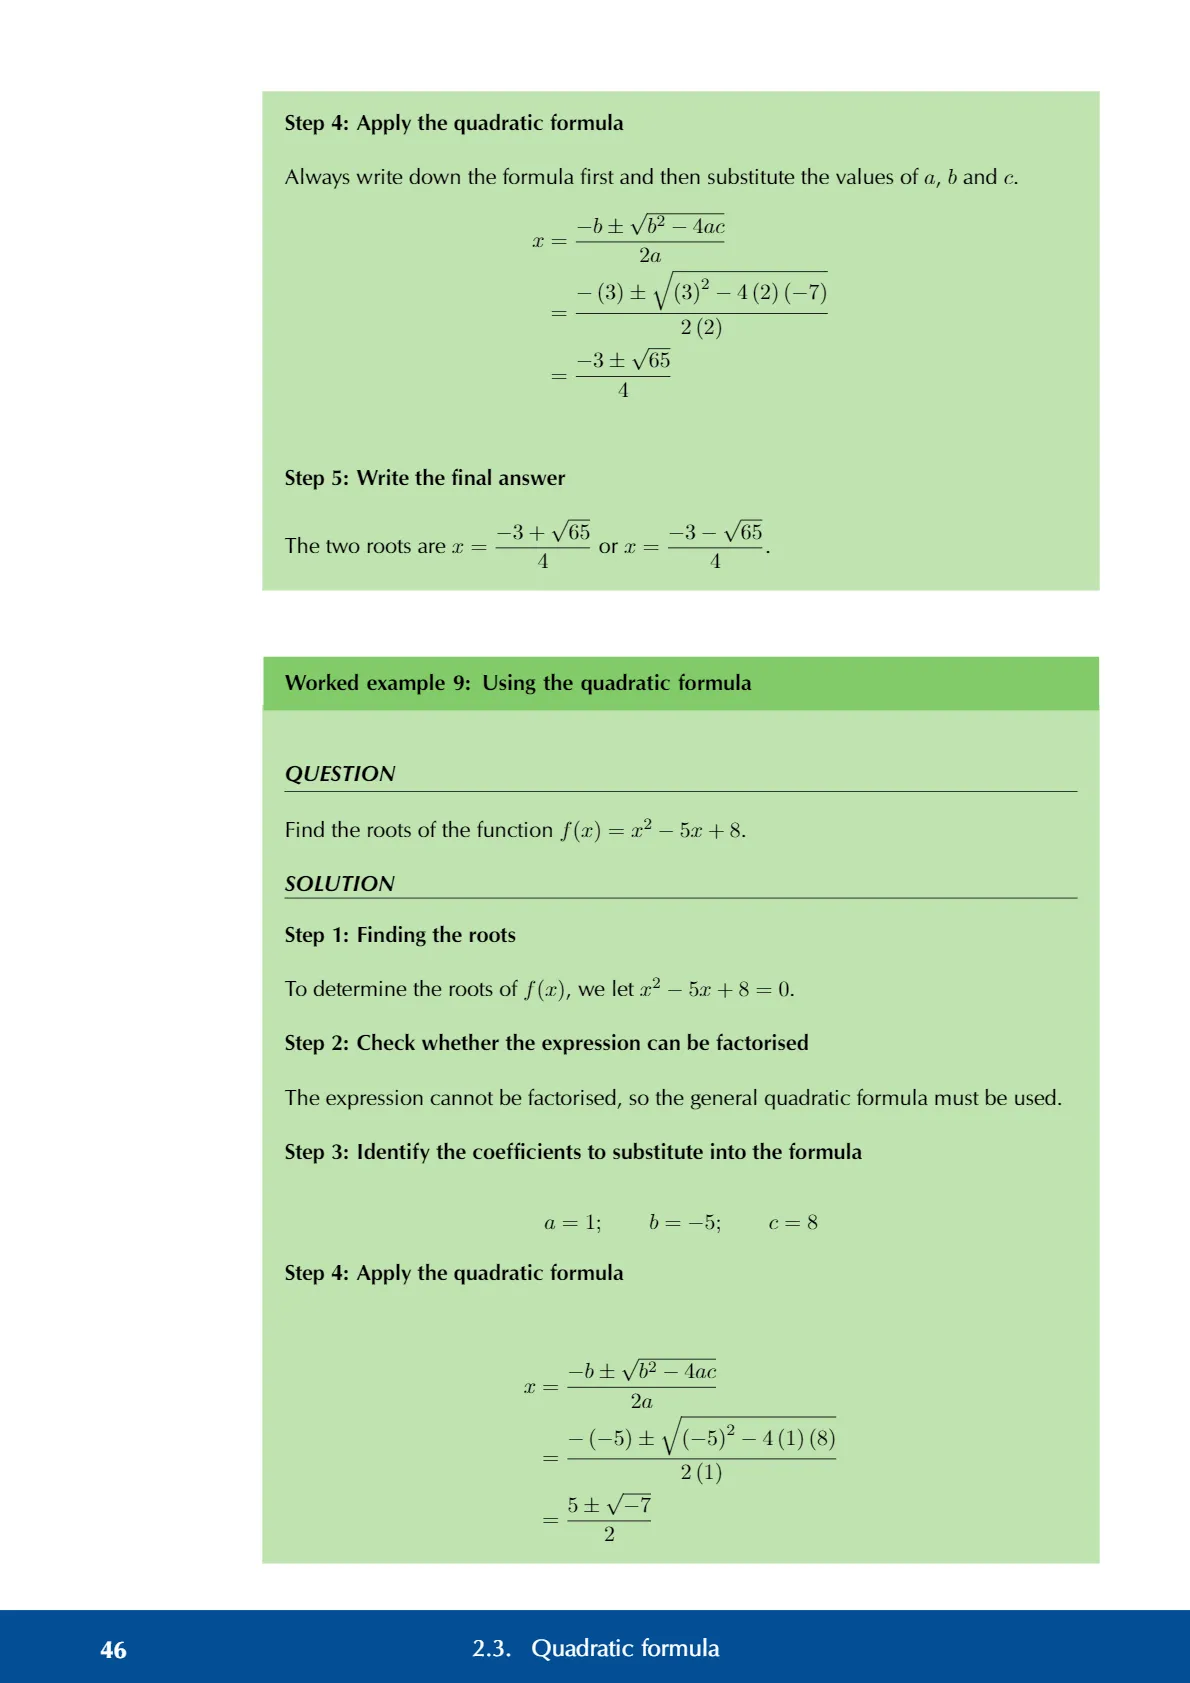 Step 4: Apply the quadratic formula
Always write down the formula first and then substitute the values of a, b and c.
x = \frac{-b ± \sqrt{b^2 − 4ac}}{2a}
= \frac{−(3) ± \sqrt{(3)^2 − 4(2)(−7)}}{2(2)}
= \frac{−3 ± \sqrt{65}}{4}
Step 5: Write the final answer
The two roots are x = \frac{−3 + \sqrt{65}}{4} or x = \frac{−3 − \sqrt{65}}{4}.
Worked example 9: Using the quadratic formula
QUESTION
Find the roots of the function f(x) = x^2 − 5x + 8.
SOLUTION
Step 1: Finding the roots
To determine the roots of f(x), we let x^2 − 5x + 8 = 0.
Step 2: Check whether the expression can be factorised
The expression cannot be factorised, so the general quadratic formula must be used.
Step 3: Identify the coefficients to substitute into the formula
a = 1; b = −5; c = 8
Step 4: Apply the quadratic formula
x = \frac{−b ± \sqrt{b^2 − 4ac}}{2a}
= \frac{−(−5) ± \sqrt{(−5)^2 − 4(1)(8)}}{2(1)}
= \frac{5 ± \sqrt{−7}}{2}
46 2.3. Quadratic formula